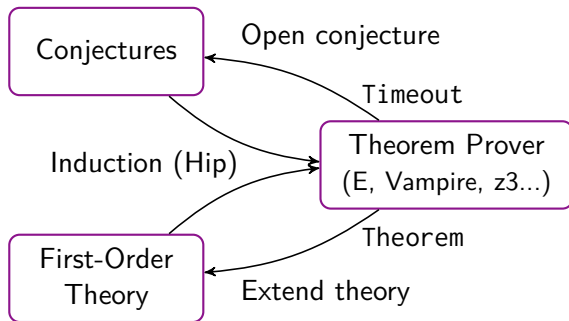 Open conjecture
Conjectures
Timeout
Theorem Prover
Induction (Hip)
(E, Vampire, z3...)
Theorem
First-Order
Theory
Extend theory